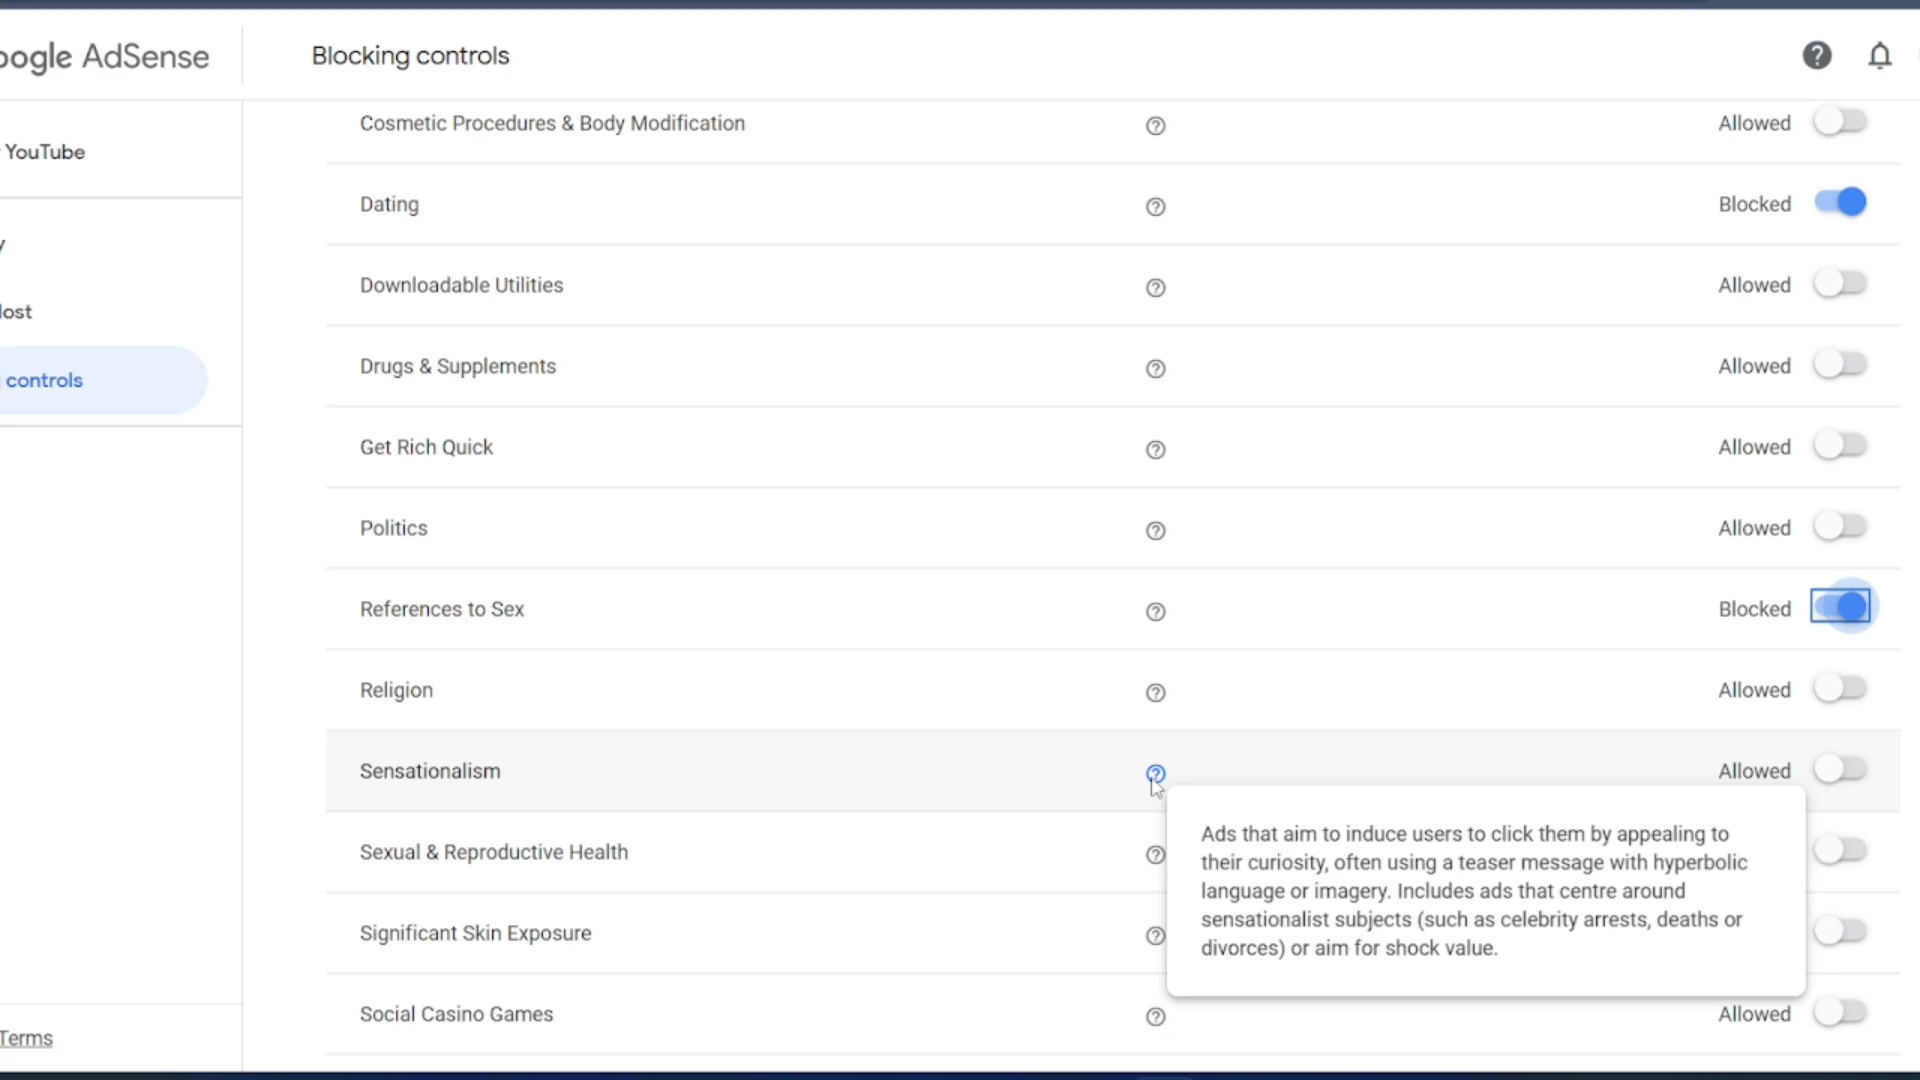 oogle AdSense
Blocking controls
YouTube
y
lost
controls
Terms
Cosmetic Procedures & Body Modification
Allowed
Dating
Blocked
Downloadable Utilities
Allowed
Drugs & Supplements
Allowed
Get Rich Quick
Allowed
Politics
Allowed
References to Sex
Blocked
Religion
Allowed
Sensationalism
Allowed
Ads that aim to induce users to click them by appealing to
their curiosity, often using a teaser message with hyperbolic
language or imagery. Includes ads that centre around
sensationalist subjects (such as celebrity arrests, deaths or
divorces) or aim for shock value.
Sexual & Reproductive Health
Significant Skin Exposure
Social Casino Games
Allowed